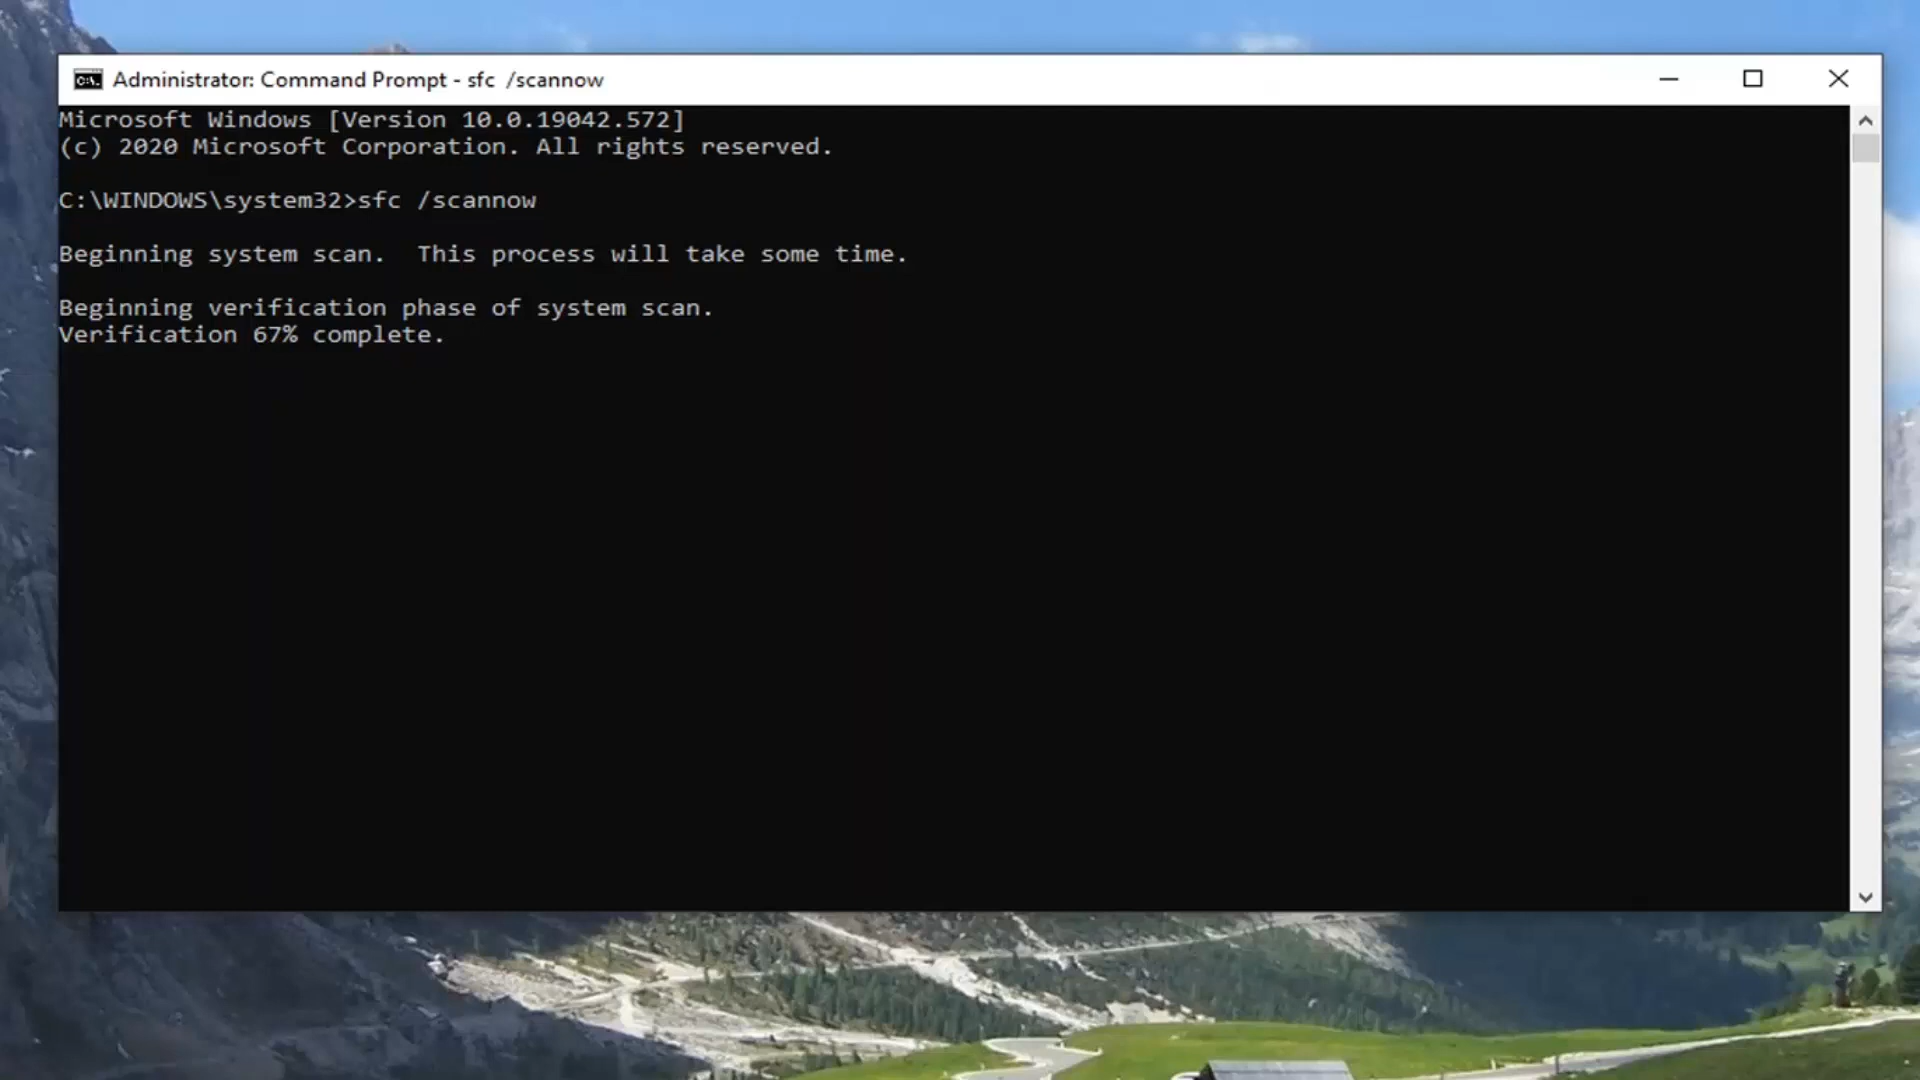 Administrator: Command Prompt - sfc  /scannow
Microsoft Windows [Version 10.0.19042.572]
(c) 2020 Microsoft Corporation. All rights reserved.
C:\WINDOWS\system32>sfc /scannow
Beginning system scan.  This process will take some time.
Beginning verification phase of system scan.
Verification 67% complete.